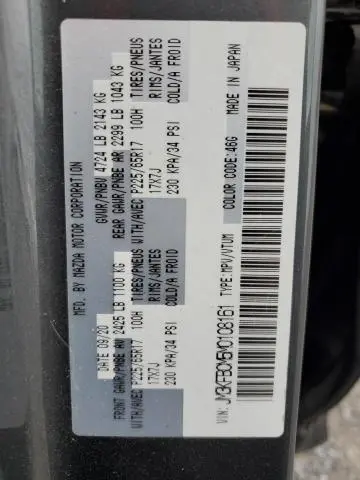 MFD. BY MAZDA MOTOR CORPORATION
DATE 09/20 GVWR/PNBV 4724 LB 2143 KG
FRONT GAWR/PNBE AV 2425 LB 1100 KG REAR GAWR/PNBE AR 2299 LB 1043 KG
WITH/AVEC P225/65R17 100H TIRES/PNEUS WITH/AVEC P225/65R17 100H TIRES/PNEUS
17X7J RIMS/JANTES 17X7J RIMS/JANTES
230 KPA/34 PSI COLD/A FROID 230 KPA/34 PSI COLD/A FROID
VIN: JM3KFBCM5M0108161 TYPE:MPV/VTUM
COLOR CODE:46G MADE IN JAPAN